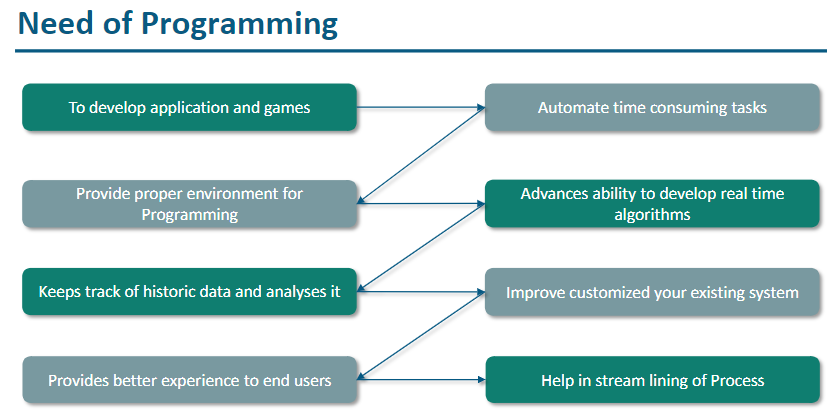 Need of Programming
To develop application and games
Automate time consuming tasks
Provide proper environment for
Programming
Advances ability to develop real time
algorithms
Keeps track of historic data and analyses it
Improve customized your existing system
Provides better experience to end users
Help in stream lining of Process